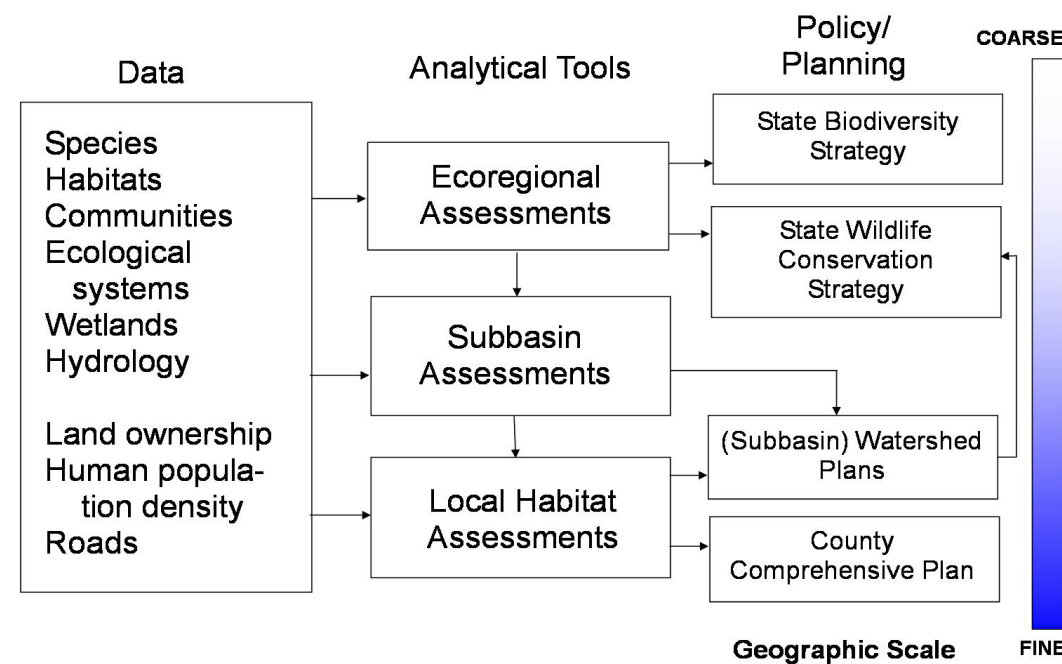 Data
Species
Habitats
Communities
Ecological
systems
Wetlands
Hydrology
Land ownership
Human popula-
tion density
Roads
Analytical Tools
Ecoregional
Assessments
Subbasin
Assessments
Local Habitat
Assessments
Policy/
Planning
State Biodiversity
Strategy
State Wildlife
Conservation
Strategy
(Subbasin) Watershed
Plans
County
Comprehensive Plan
COARSE
FINE
Geographic Scale